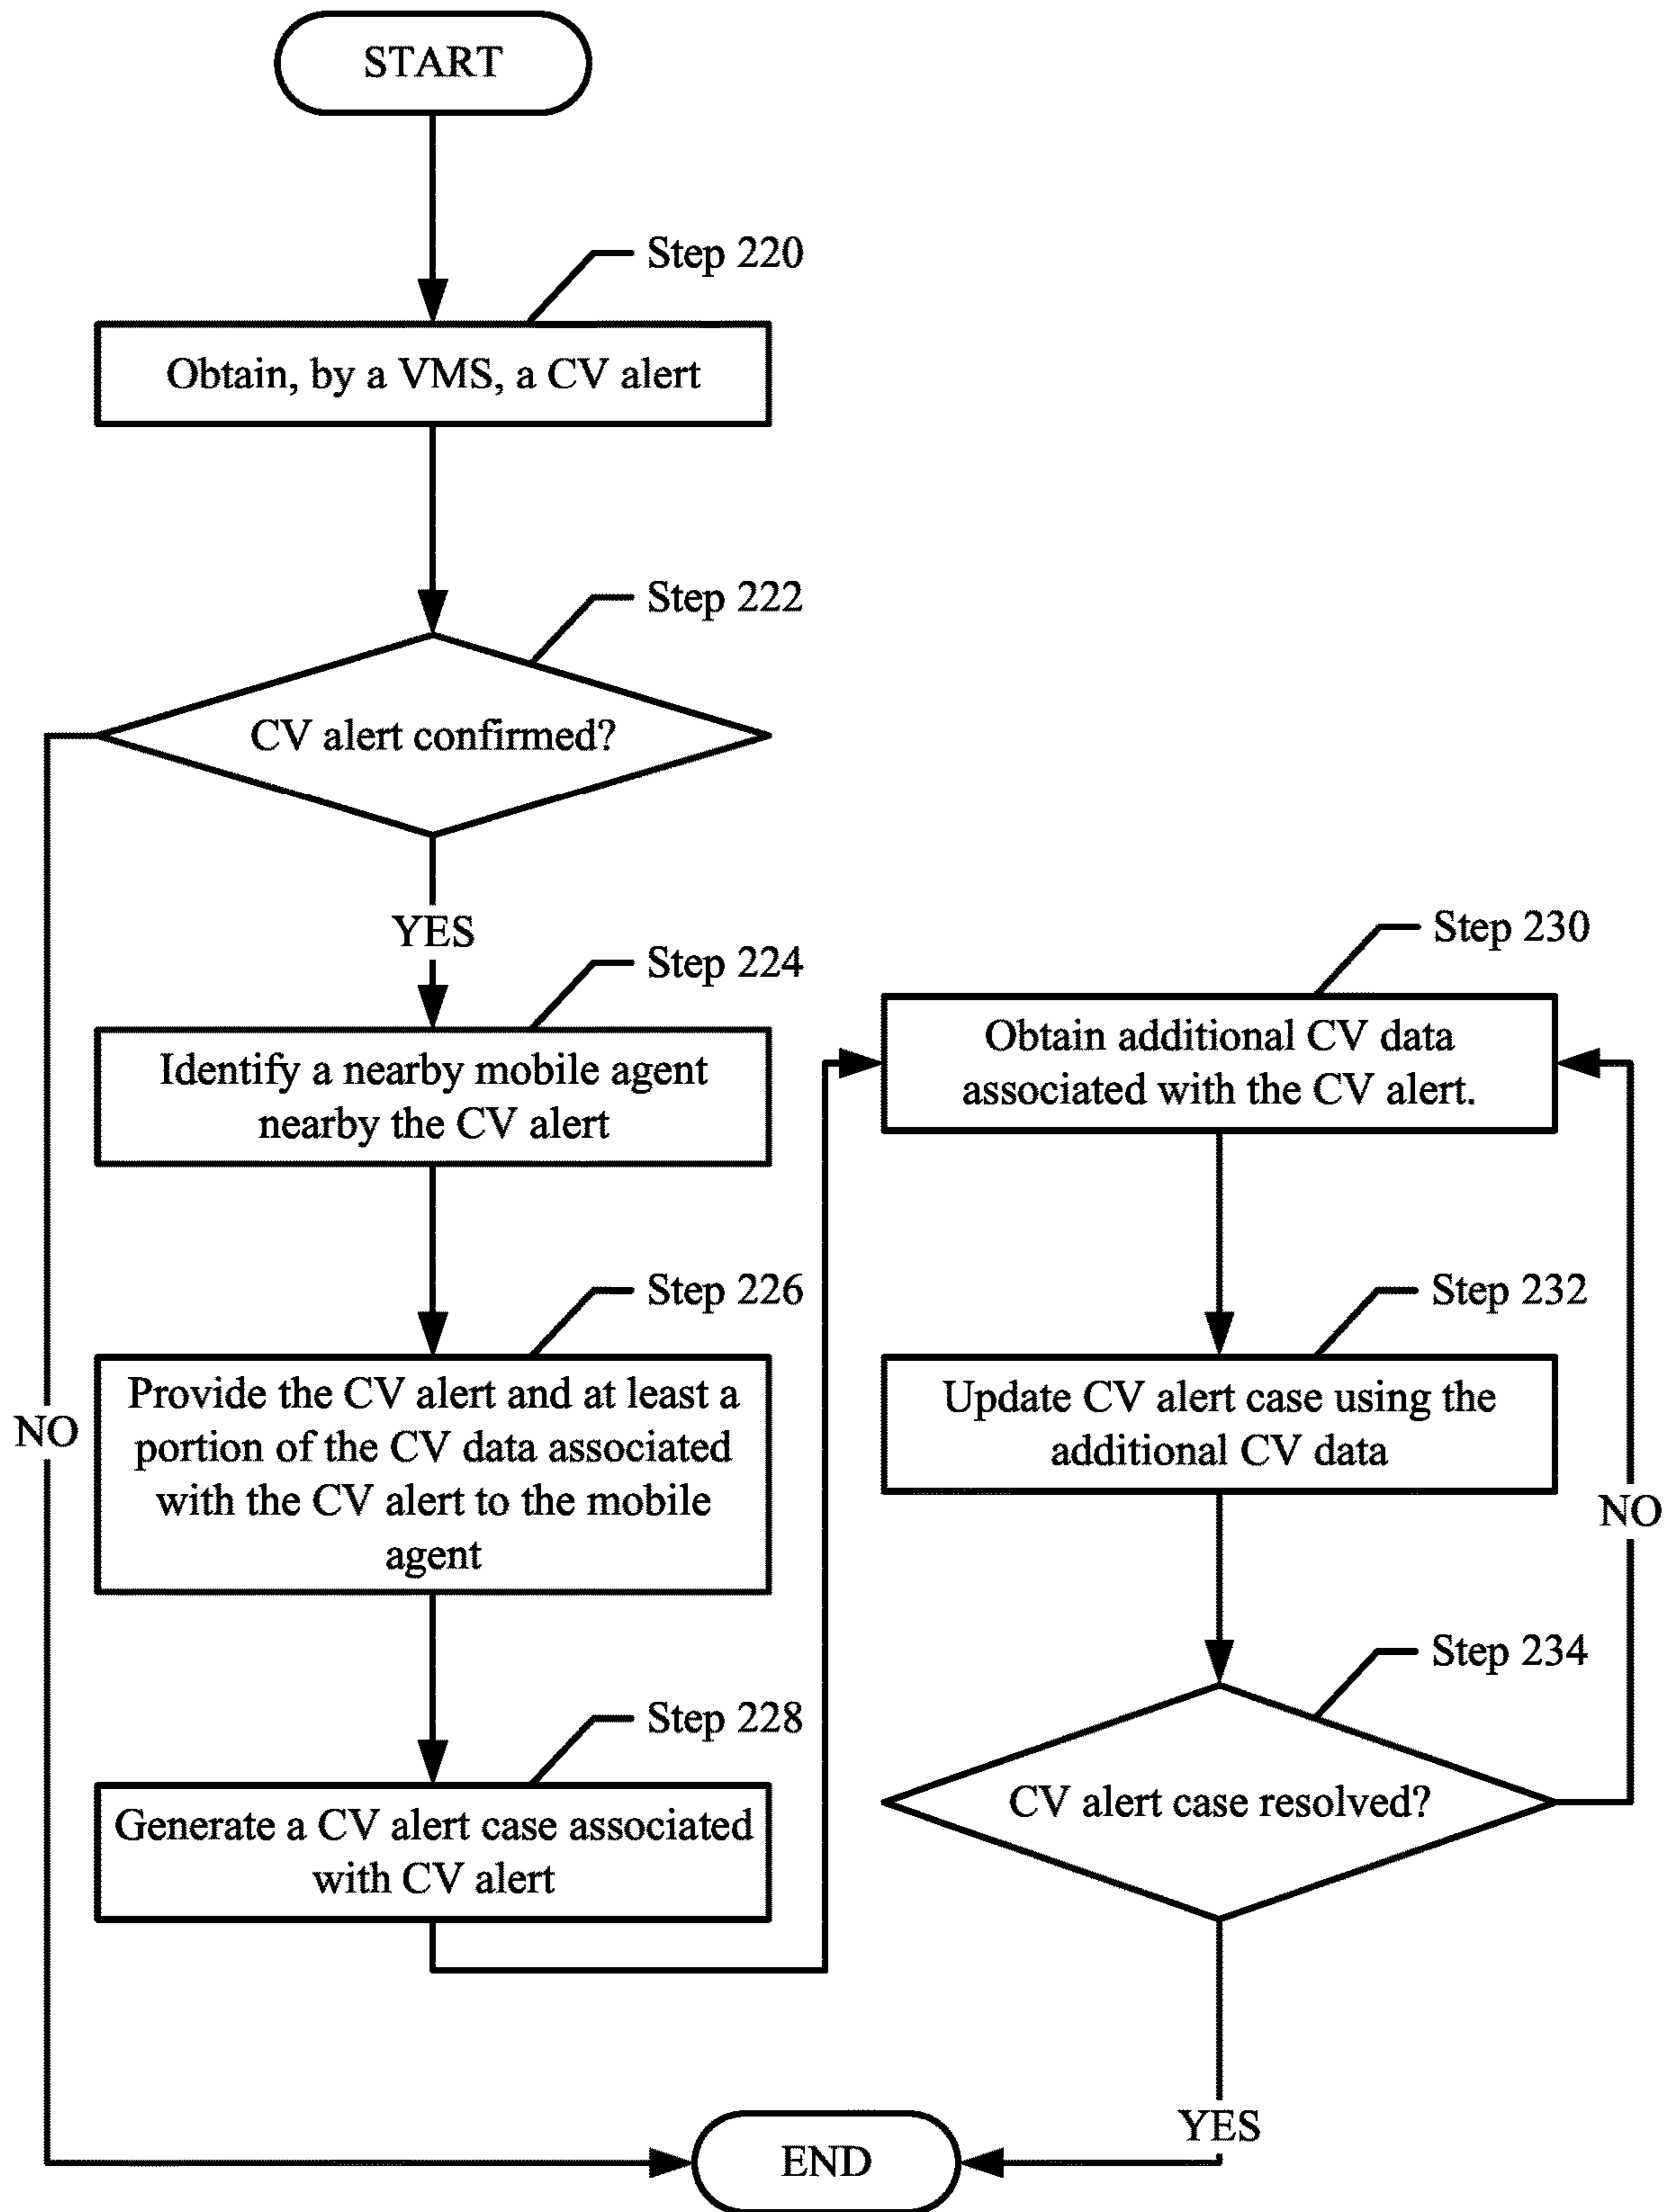 START
Step 220
Obtain, by a VMS, a CV alert
Step 222
CV alert confirmed?
YES
Step 224
Identify a nearby mobile agent
nearby the CV alert
Step 226
Provide the CV alert and at least a
portion of the CV data associated
with the CV alert to the mobile
agent
NO
Step 228
Generate a CV alert case associated
with CV alert
Step 230
Obtain additional CV data
associated with the CV alert.
Step 232
Update CV alert case using the
additional CV data
NO
Step 234
CV alert case resolved?
YES
END